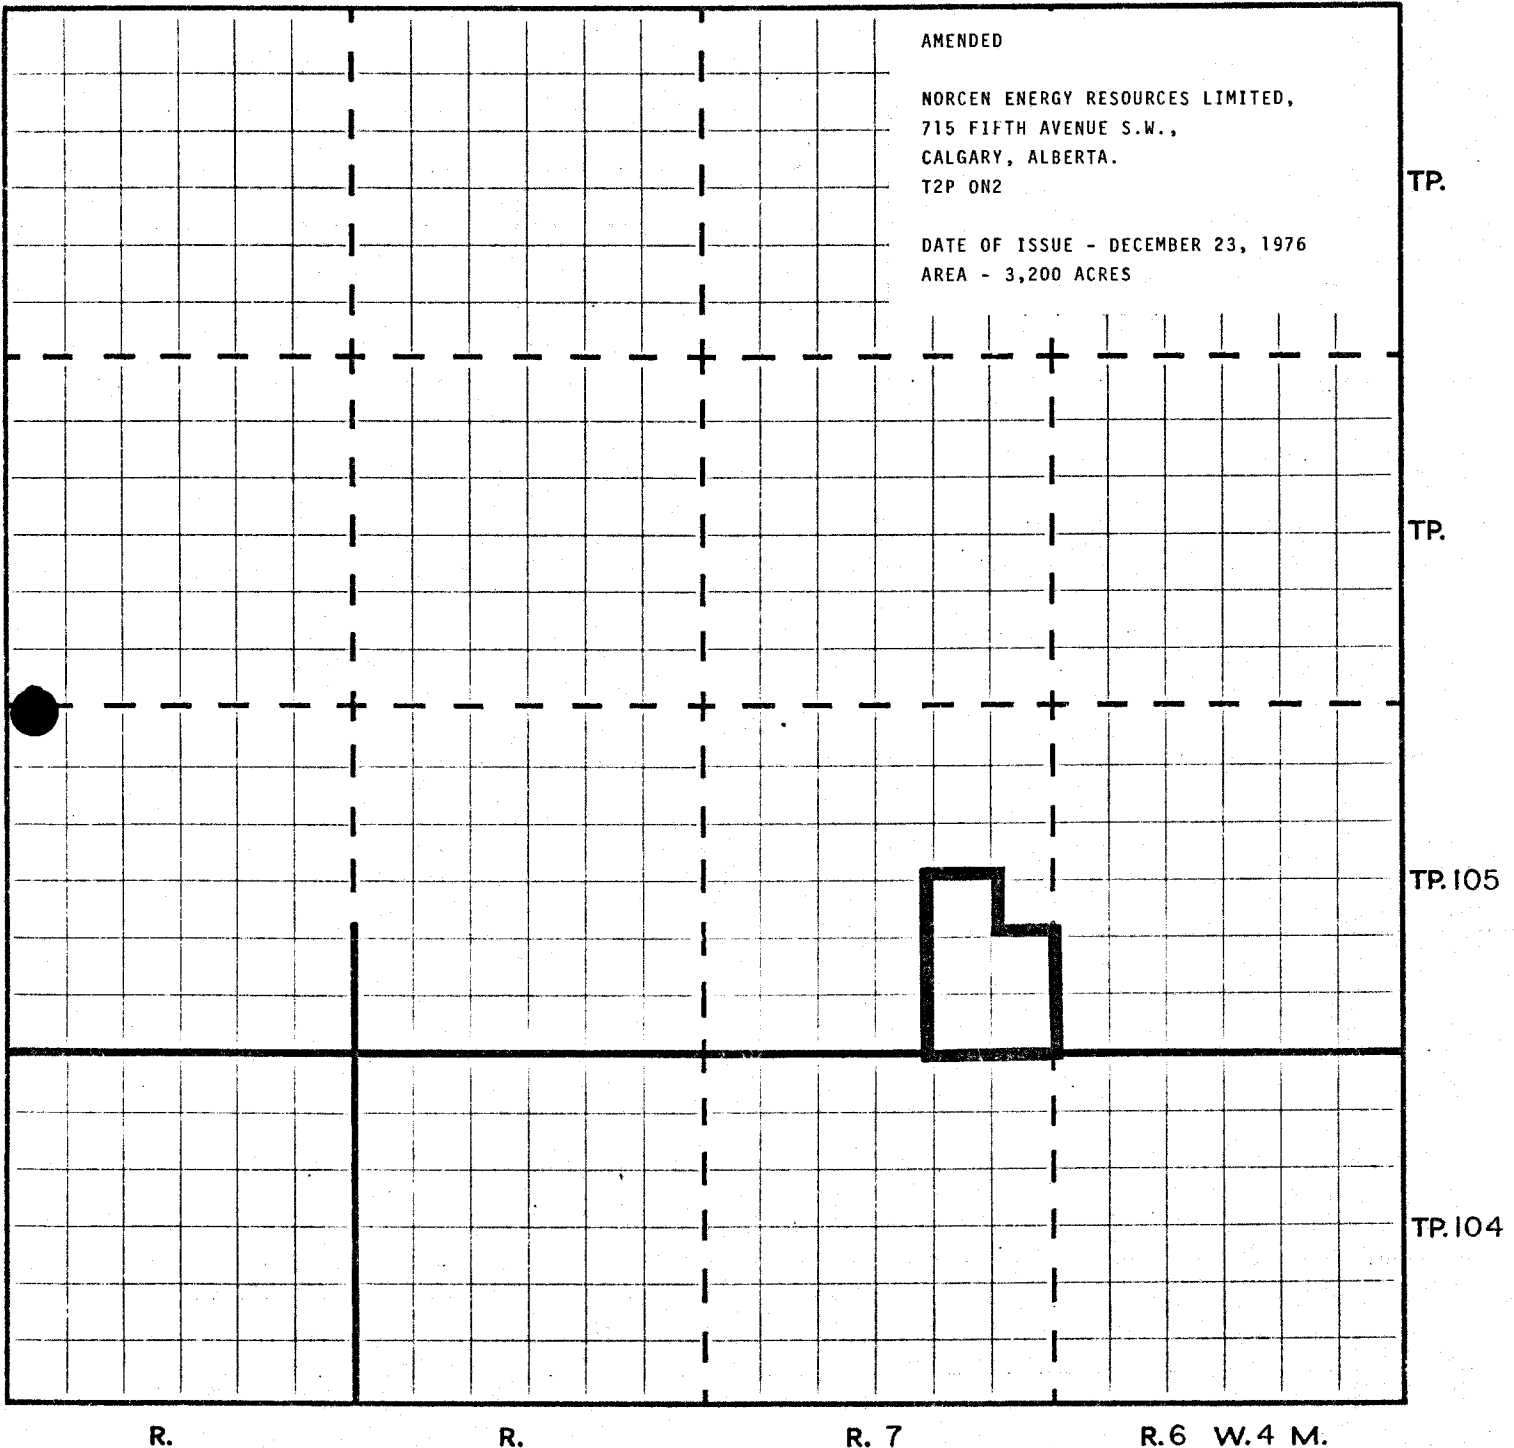 AMENDED
NORCEN ENERGY RESOURCES LIMITED,
715 FIFTH AVENUE S.W.,
CALGARY, ALBERTA.
T2P ON2
DATE OF ISSUE - DECEMBER 23, 1976
AREA - 3,200 ACRES
TP.
TP.
TP.105
TP.104
R. R. R. 7 R.6 W.4 M.